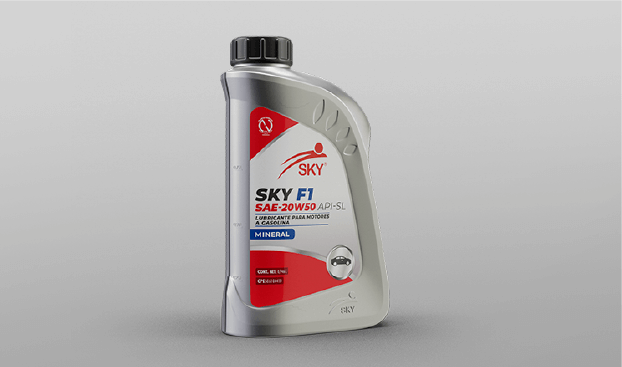 SKY®
SKY F1
SAE-20W50 API-SL
LUBRICANTE PARA MOTORES
A GASOLINA
MINERAL
SKY